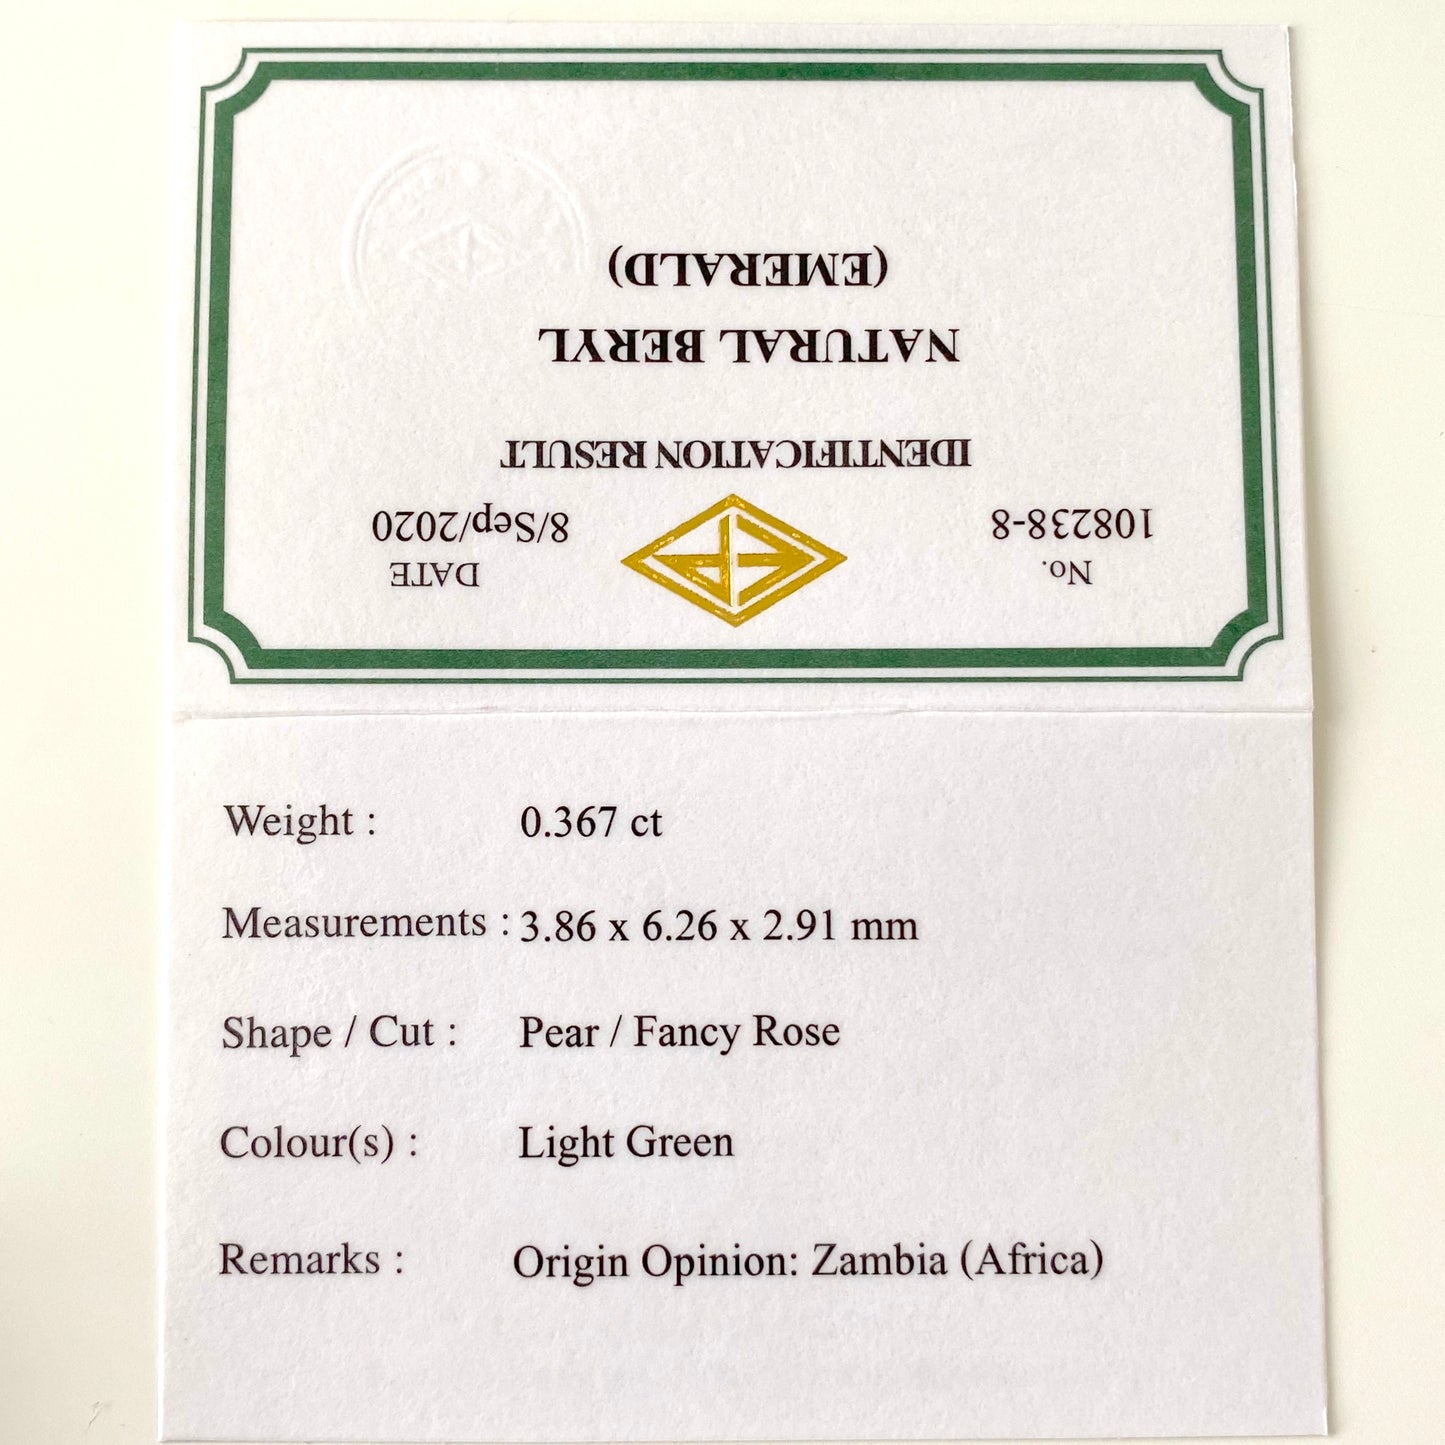 No.
108238-8
DATE
8/Sep/2020
IDENTIFICATION RESULT
NATURAL BERYL
(EMERALD)
Weight : 0.367 ct
Measurements : 3.86 x 6.26 x 2.91 mm
Shape / Cut : Pear / Fancy Rose
Colour(s) : Light Green
Remarks : Origin Opinion: Zambia (Africa)